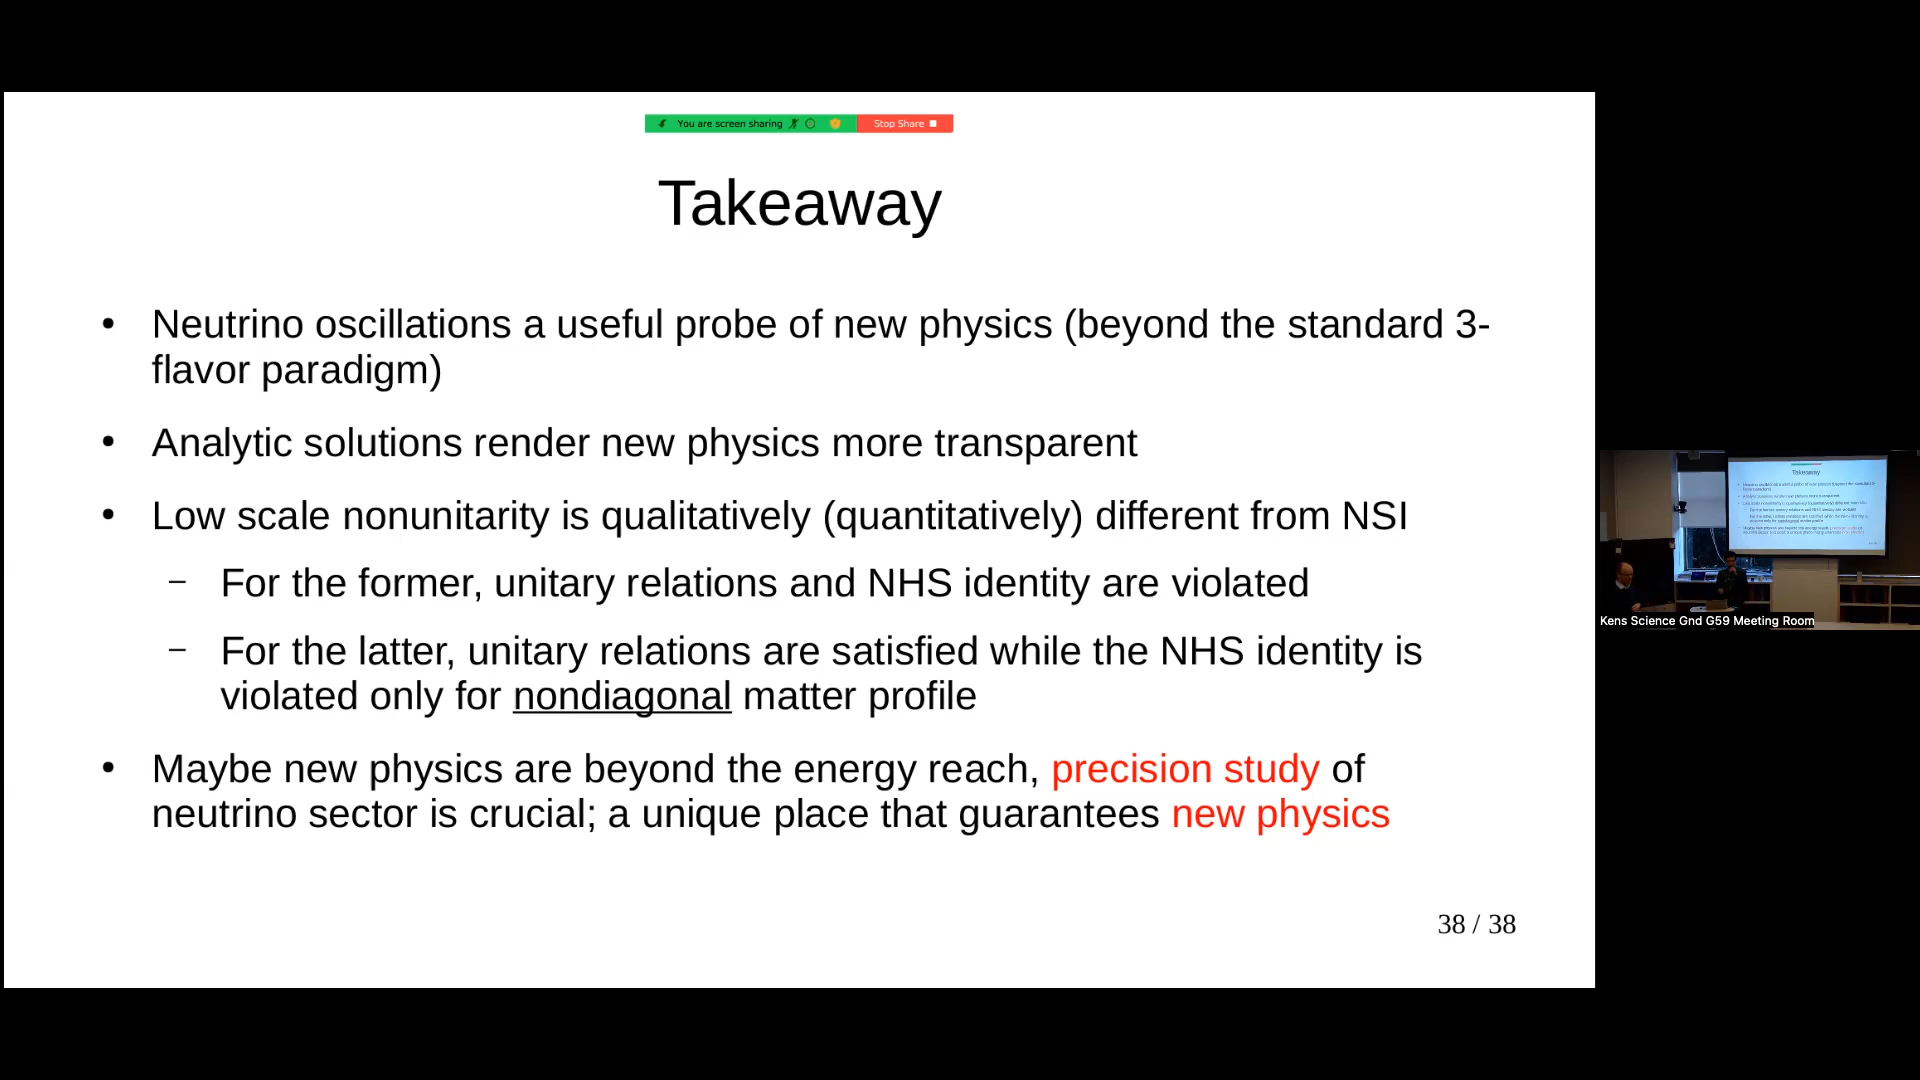 You are screen sharing
Stop Share
Takeaway
• Neutrino oscillations a useful probe of new physics (beyond the standard 3-
flavor paradigm)
• Analytic solutions render new physics more transparent
• Low scale nonunitarity is qualitatively (quantitatively) different from NSI
– For the former, unitary relations and NHS identity are violated
– For the latter, unitary relations are satisfied while the NHS identity is
violated only for nondiagonal matter profile
• Maybe new physics are beyond the energy reach, precision study of
neutrino sector is crucial; a unique place that guarantees new physics
38 / 38
Takeaway
Kens Science Gnd G59 Meeting Room